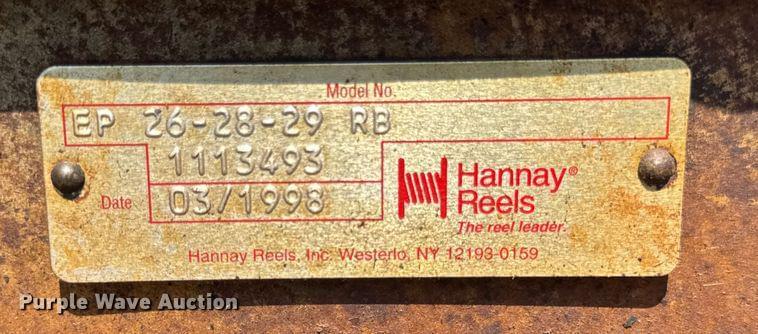 Model No.
EP 26-28-29 RB
1113493
Date 03/1998
Hannay®
Reels
The reel leader.
Hannay Reels, Inc. Westerlo, NY 12193-0159
Purple Wave Auction